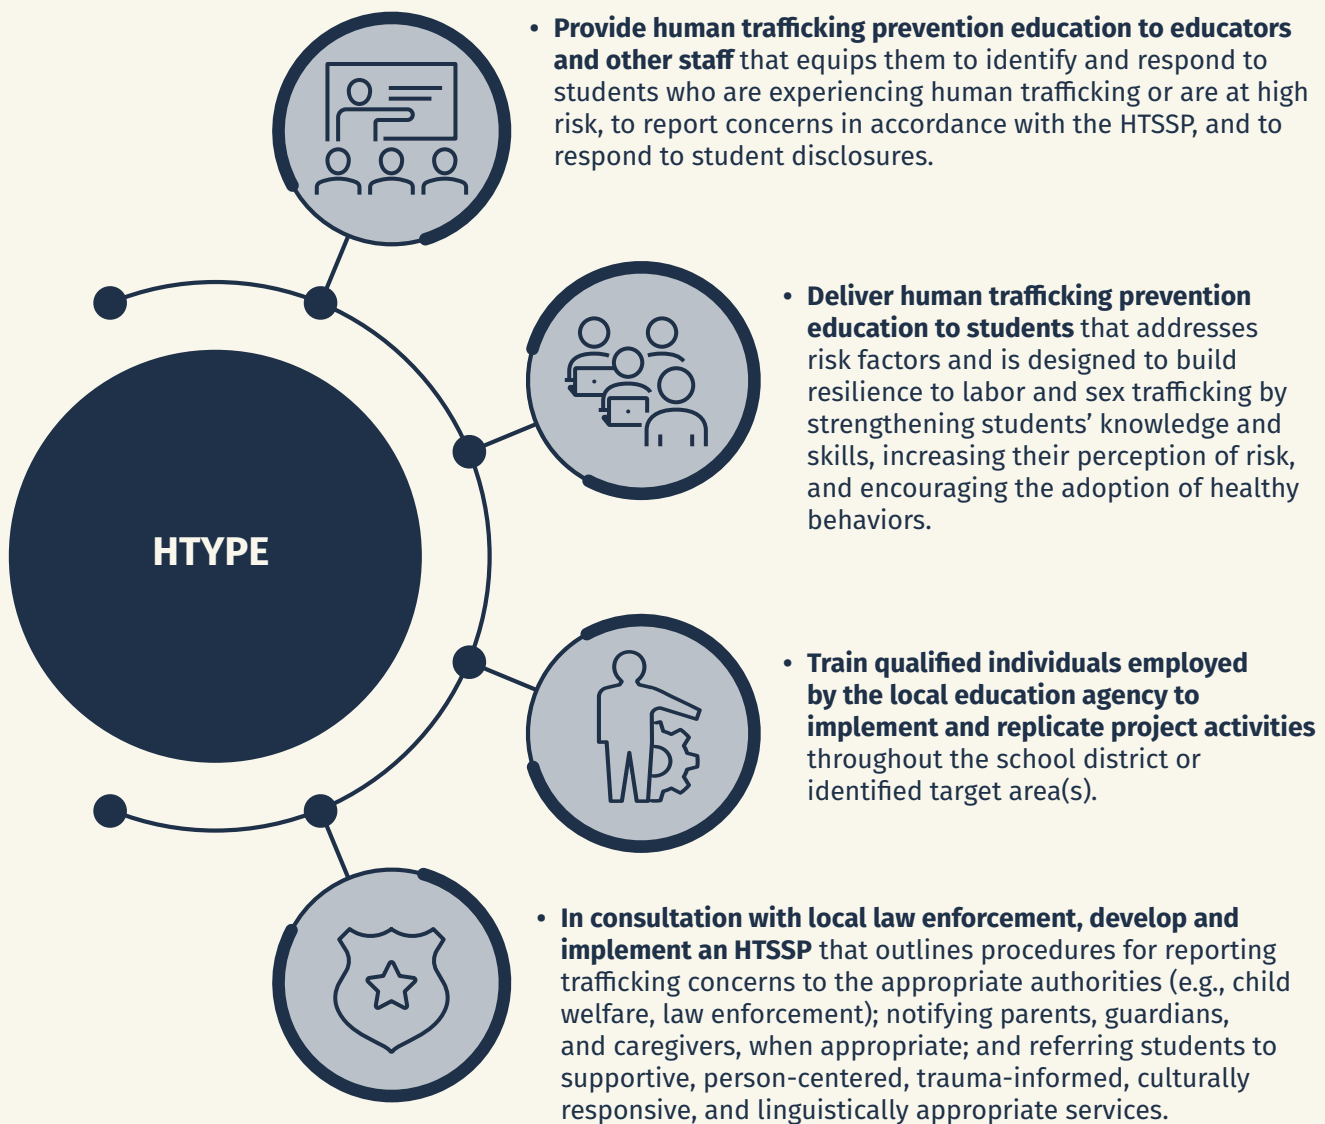 • Provide human trafficking prevention education to educators
and other staff that equips them to identify and respond to
students who are experiencing human trafficking or are at high
risk, to report concerns in accordance with the HTSSP, and to
respond to student disclosures.
• Deliver human trafficking prevention
education to students that addresses
risk factors and is designed to build
resilience to labor and sex trafficking by
strengthening students’ knowledge and
skills, increasing their perception of risk,
and encouraging the adoption of healthy
behaviors.
HTYPE
• Train qualified individuals employed
by the local education agency to
implement and replicate project activities
throughout the school district or
identified target area(s).
• In consultation with local law enforcement, develop and
implement an HTSSP that outlines procedures for reporting
trafficking concerns to the appropriate authorities (e.g., child
welfare, law enforcement); notifying parents, guardians,
and caregivers, when appropriate; and referring students to
supportive, person-centered, trauma-informed, culturally
responsive, and linguistically appropriate services.